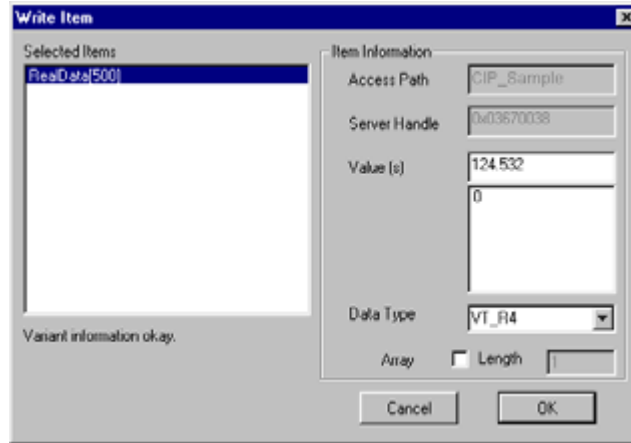 Write Item
Selected Items
RealData[500]
Variant information okay.
Item Information
Access Path CIP_Sample
Server Handle 0x03670038
Value (s) 124.532
0
Data Type VT_R4
Array Length 1
Cancel OK